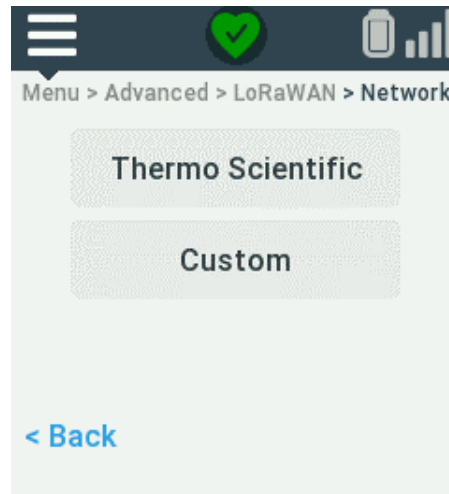 Menu > Advanced > LoRaWAN > Network
Thermo Scientific
Custom
< Back